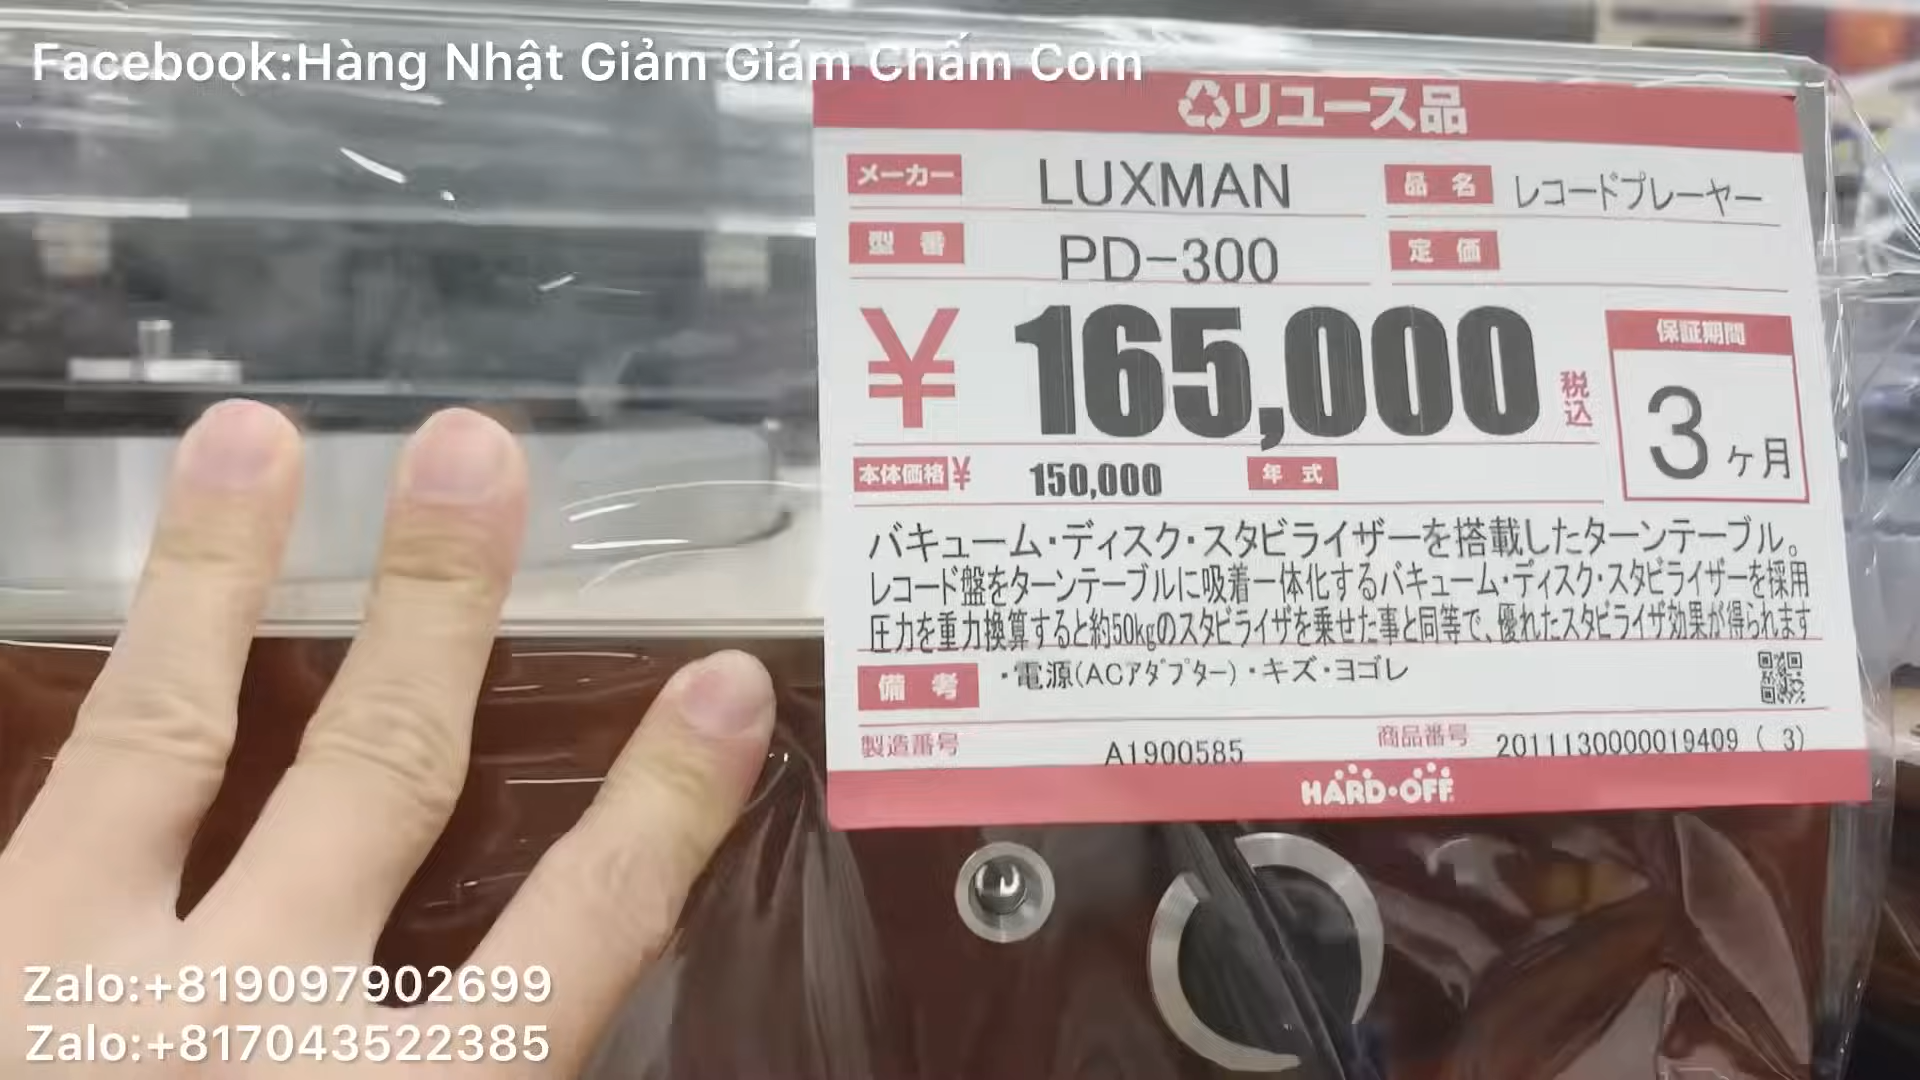 Facebook:Hàng Nhật Giảm Giám Chấm Com
リユース品
メーカー LUXMAN 品名 レコードプレーヤー
型番 PD-300 定価
¥165,000 税込
保証期間
3ヶ月
本体価格¥ 150,000 年式
バキューム・ディスク・スタビライザーを搭載したターンテーブル。
レコード盤をターンテーブルに吸着一体化するバキューム・ディスク・スタビライザーを採用
圧力を重力換算すると約50kgのスタビライザを乗せた事と同等で、優れたスタビライザ効果が得られます
備考 ・電源(ACアダプター)・キズ・ヨゴレ
製造番号 A1900585 商品番号 2011130000019409 ( 3)
HARD・OFF
Zalo:+819097902699
Zalo:+817043522385